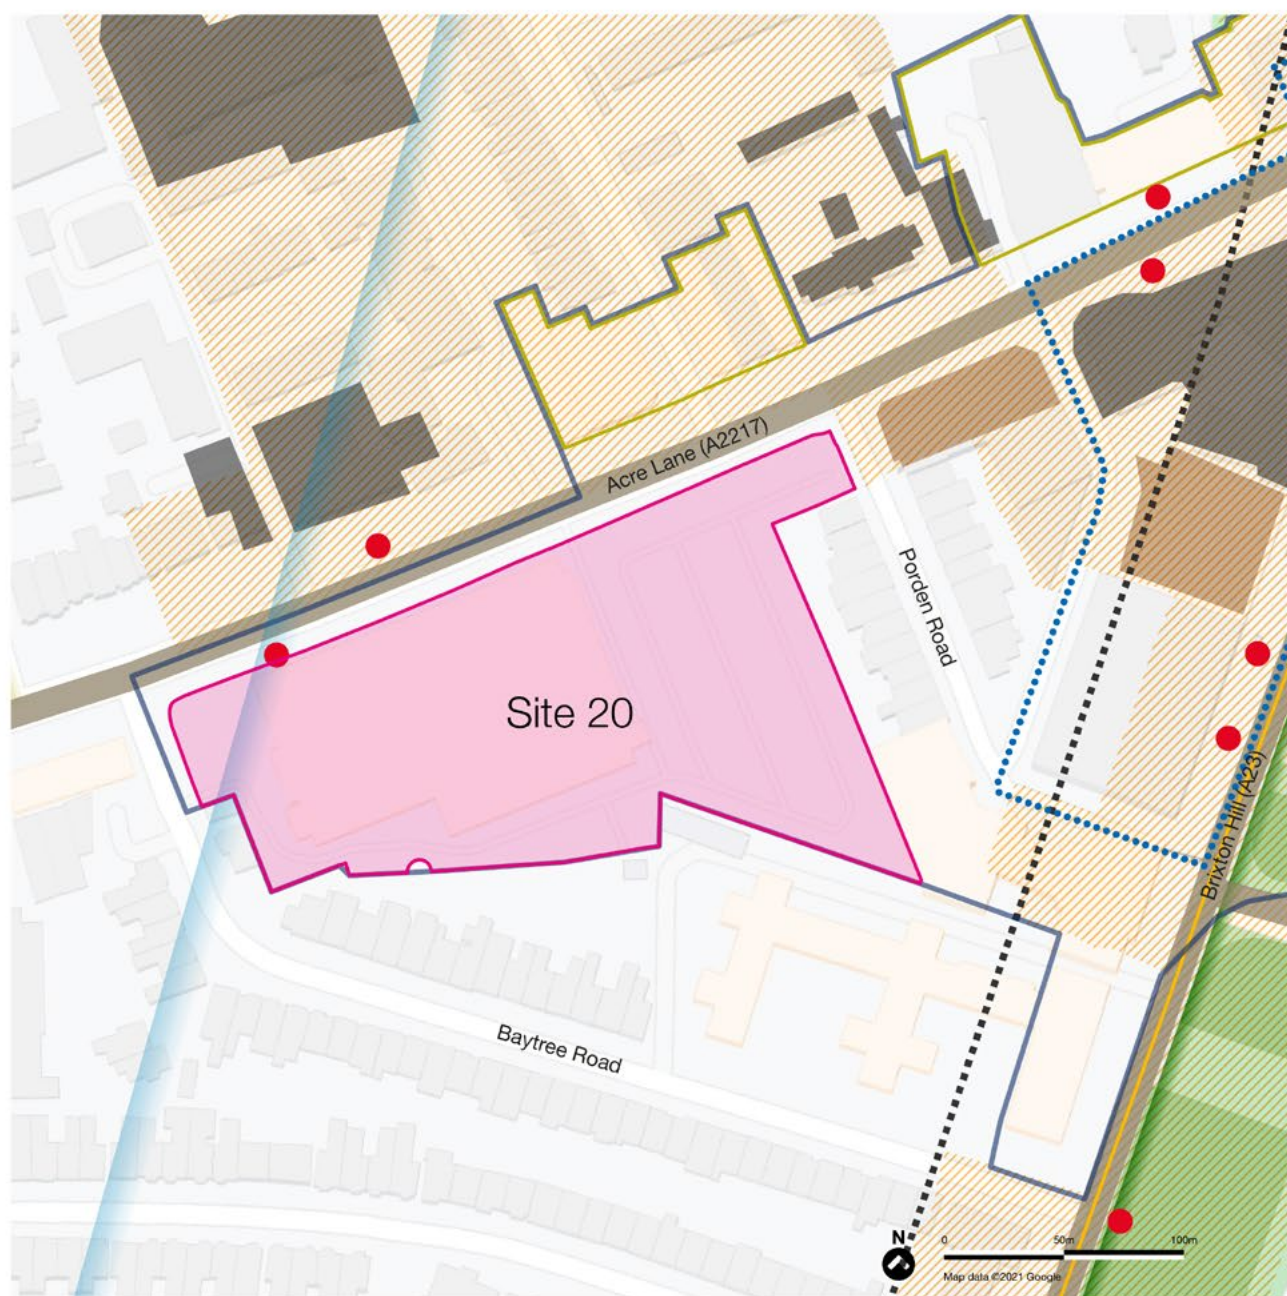 Acre Lane (A2217)
Porden Road
Site 20
Brixton Hill (A23)
Baytree Road
N
0 50m 100m
Map data ©2021 Google